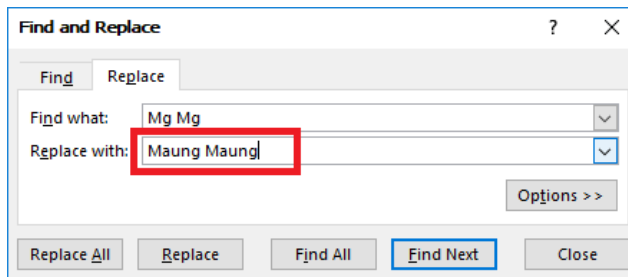 Find and Replace ?
Find Replace
Find what: Mg Mg
Replace with: Maung Maung
Options >>
Replace All Replace Find All Find Next Close